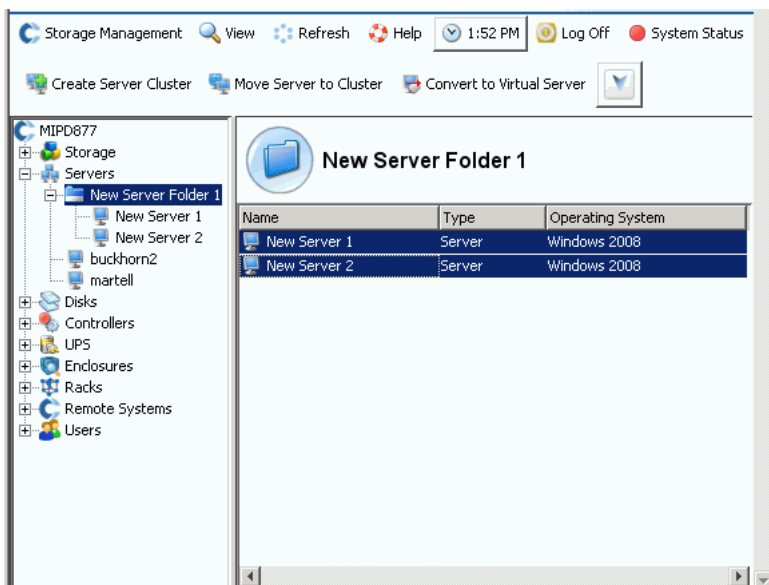 Storage Management View Refresh Help 1:52 PM Log Off System Status
Create Server Cluster Move Server to Cluster Convert to Virtual Server
MIPD877
Storage
Servers
New Server Folder 1
New Server 1
New Server 2
buckhorn2
martell
Disks
Controllers
UPS
Enclosures
Racks
Remote Systems
Users
New Server Folder 1
Name Type Operating System
New Server 1 Server Windows 2008
New Server 2 Server Windows 2008